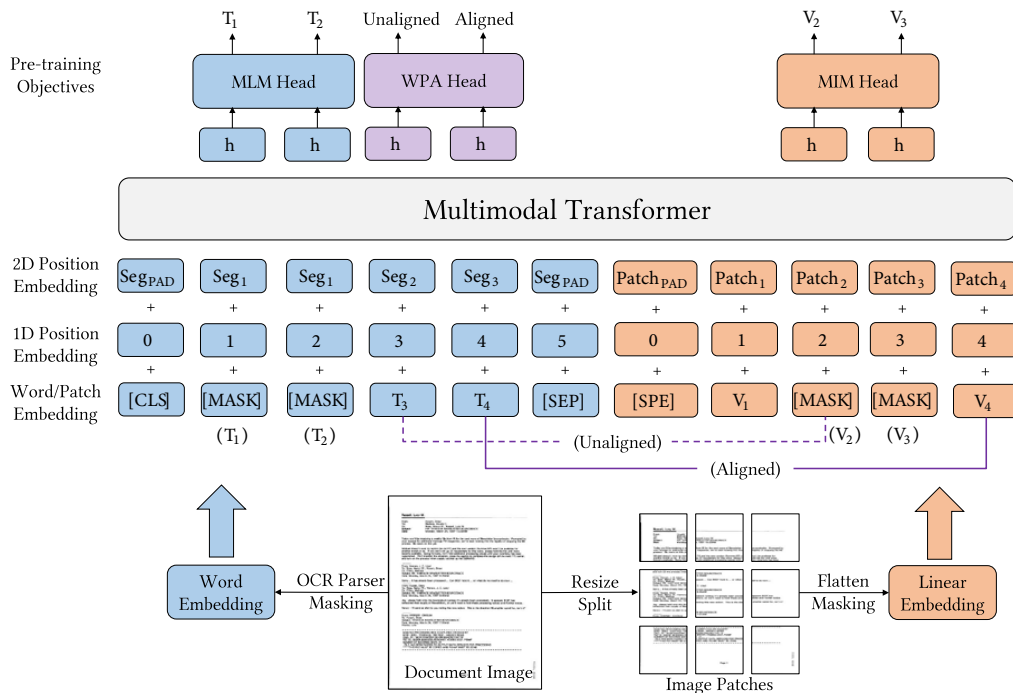 T1 T2 Unaligned Aligned V2 V3
Pre-training
Objectives
MLM Head WPA Head MIM Head
h h h h h h
Multimodal Transformer
2D Position
Embedding
SegPAD Seg1 Seg1 Seg2 Seg3 SegPAD PatchPAD Patch1 Patch2 Patch3 Patch4
+ + + + + + + + + + +
1D Position
Embedding
0 1 2 3 4 5 0 1 2 3 4
+ + + + + + + + + + +
Word/Patch
Embedding
[CLS] [MASK] [MASK] T3 T4 [SEP] [SPE] V1 [MASK] [MASK] V4
(T1) (T2) (Unaligned) (V2) (V3)
(Aligned)
Word
Embedding
OCR Parser
Masking
Document Image
Resize
Split
Image Patches
Flatten
Masking
Linear
Embedding